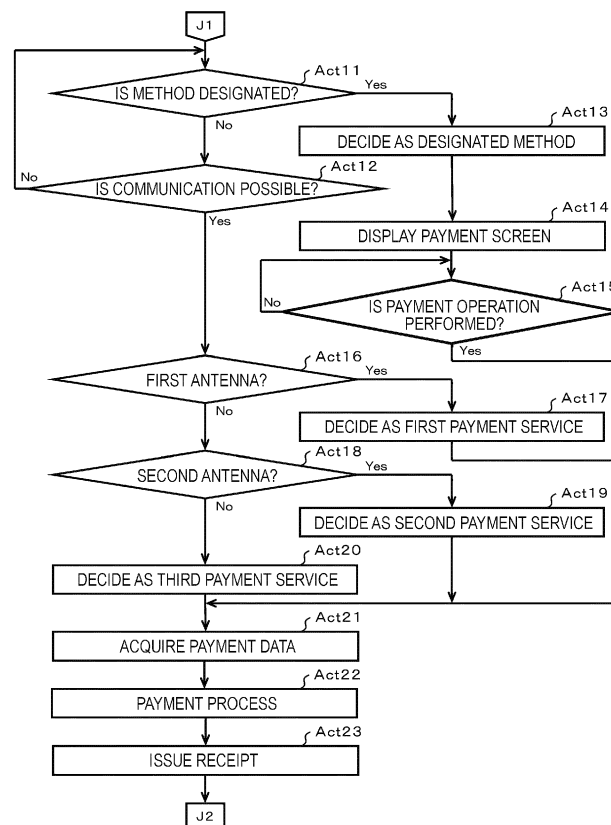 J1
Act11
IS METHOD DESIGNATED?
Yes
No
Act13
DECIDE AS DESIGNATED METHOD
Act12
No
IS COMMUNICATION POSSIBLE?
Yes
Act14
DISPLAY PAYMENT SCREEN
Act15
No
IS PAYMENT OPERATION
PERFORMED?
Yes
Act16
FIRST ANTENNA?
Yes
No
Act17
DECIDE AS FIRST PAYMENT SERVICE
Act18
SECOND ANTENNA?
Yes
No
Act19
DECIDE AS SECOND PAYMENT SERVICE
Act20
DECIDE AS THIRD PAYMENT SERVICE
Act21
ACQUIRE PAYMENT DATA
Act22
PAYMENT PROCESS
Act23
ISSUE RECEIPT
J2